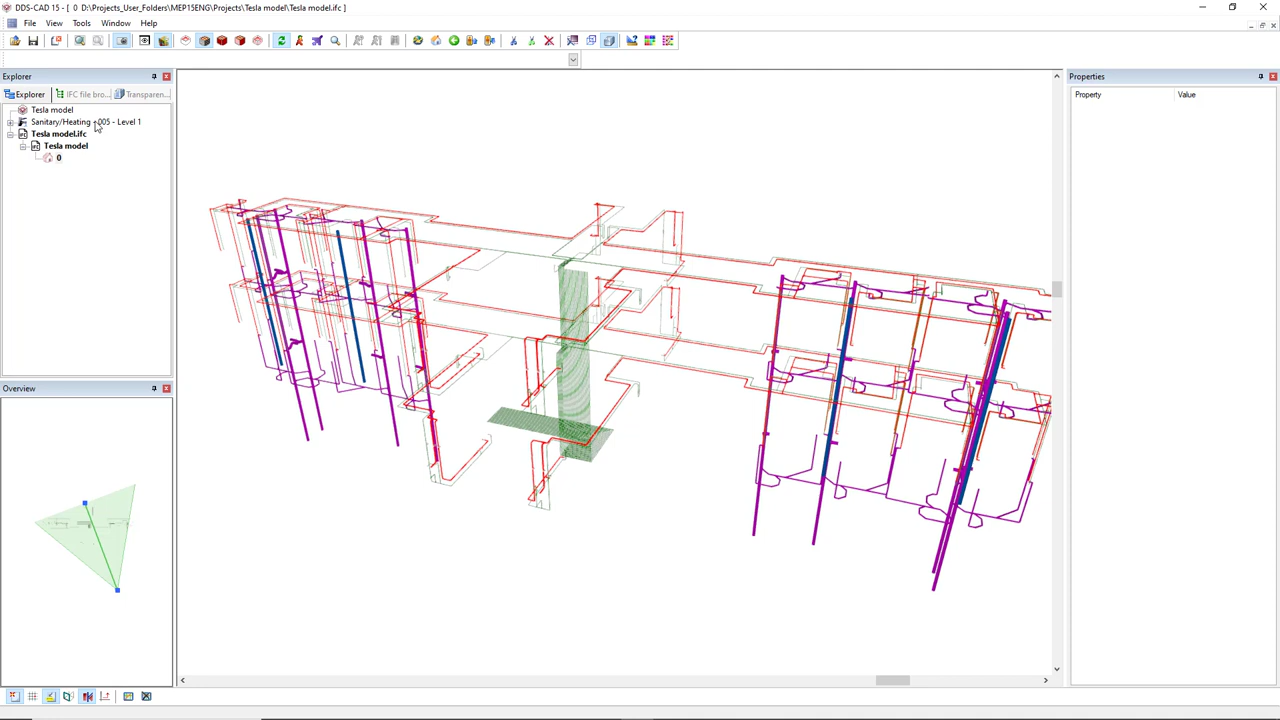 DDS-CAD 15 - [ 0 D:\Projects_User_Folders\MEP15ENG\Projects\Tesla model\Tesla model.ifc ]
File View Tools Window Help
Explorer
Explorer IFC file bro... Transparen...
Tesla model
Sanitary/Heating 005 - Level 1
Tesla model.ifc
Tesla model
0
Overview
Properties
Property Value